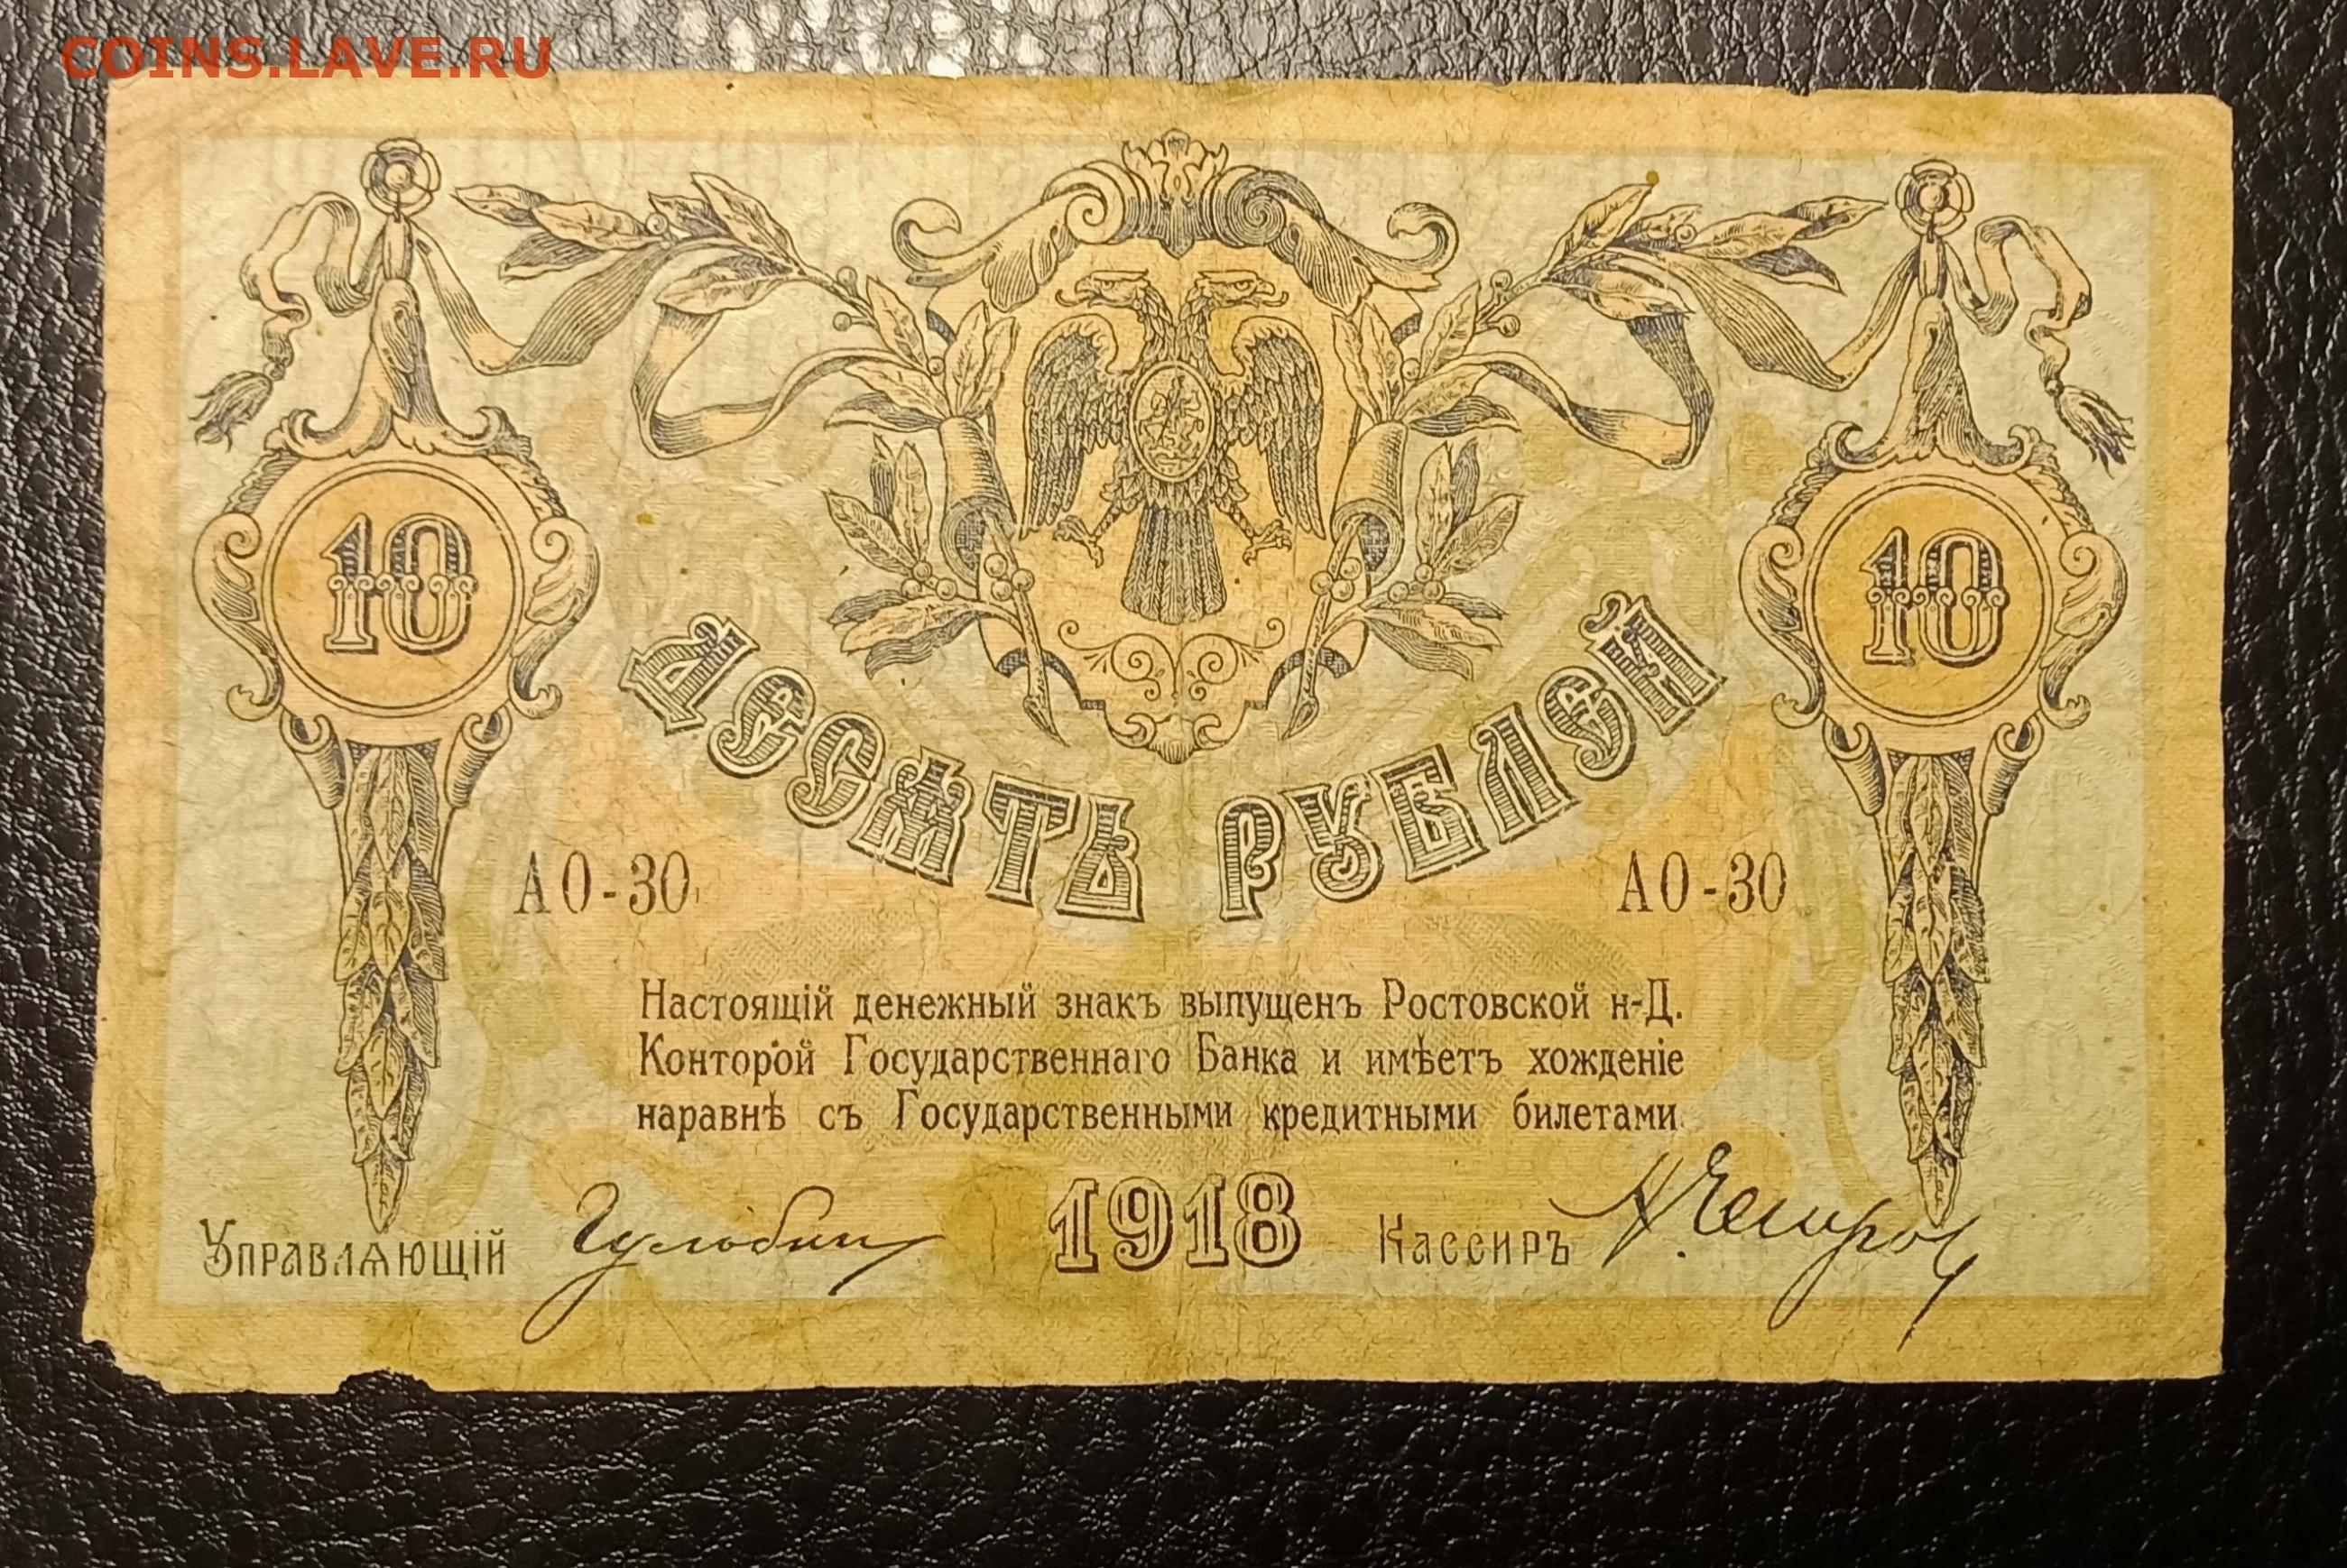 COINS.LAVE.RU
10 10
ДЕСЯТЬ РУБЛЕЙ
АО-30 АО-30
Настоящій денежный знакъ выпущенъ Ростовской н-Д.
Конторой Государственнаго Банка и имѣетъ хожденіе
наравнѣ съ Государственными кредитными билетами
1918
Управляющій Кассиръ